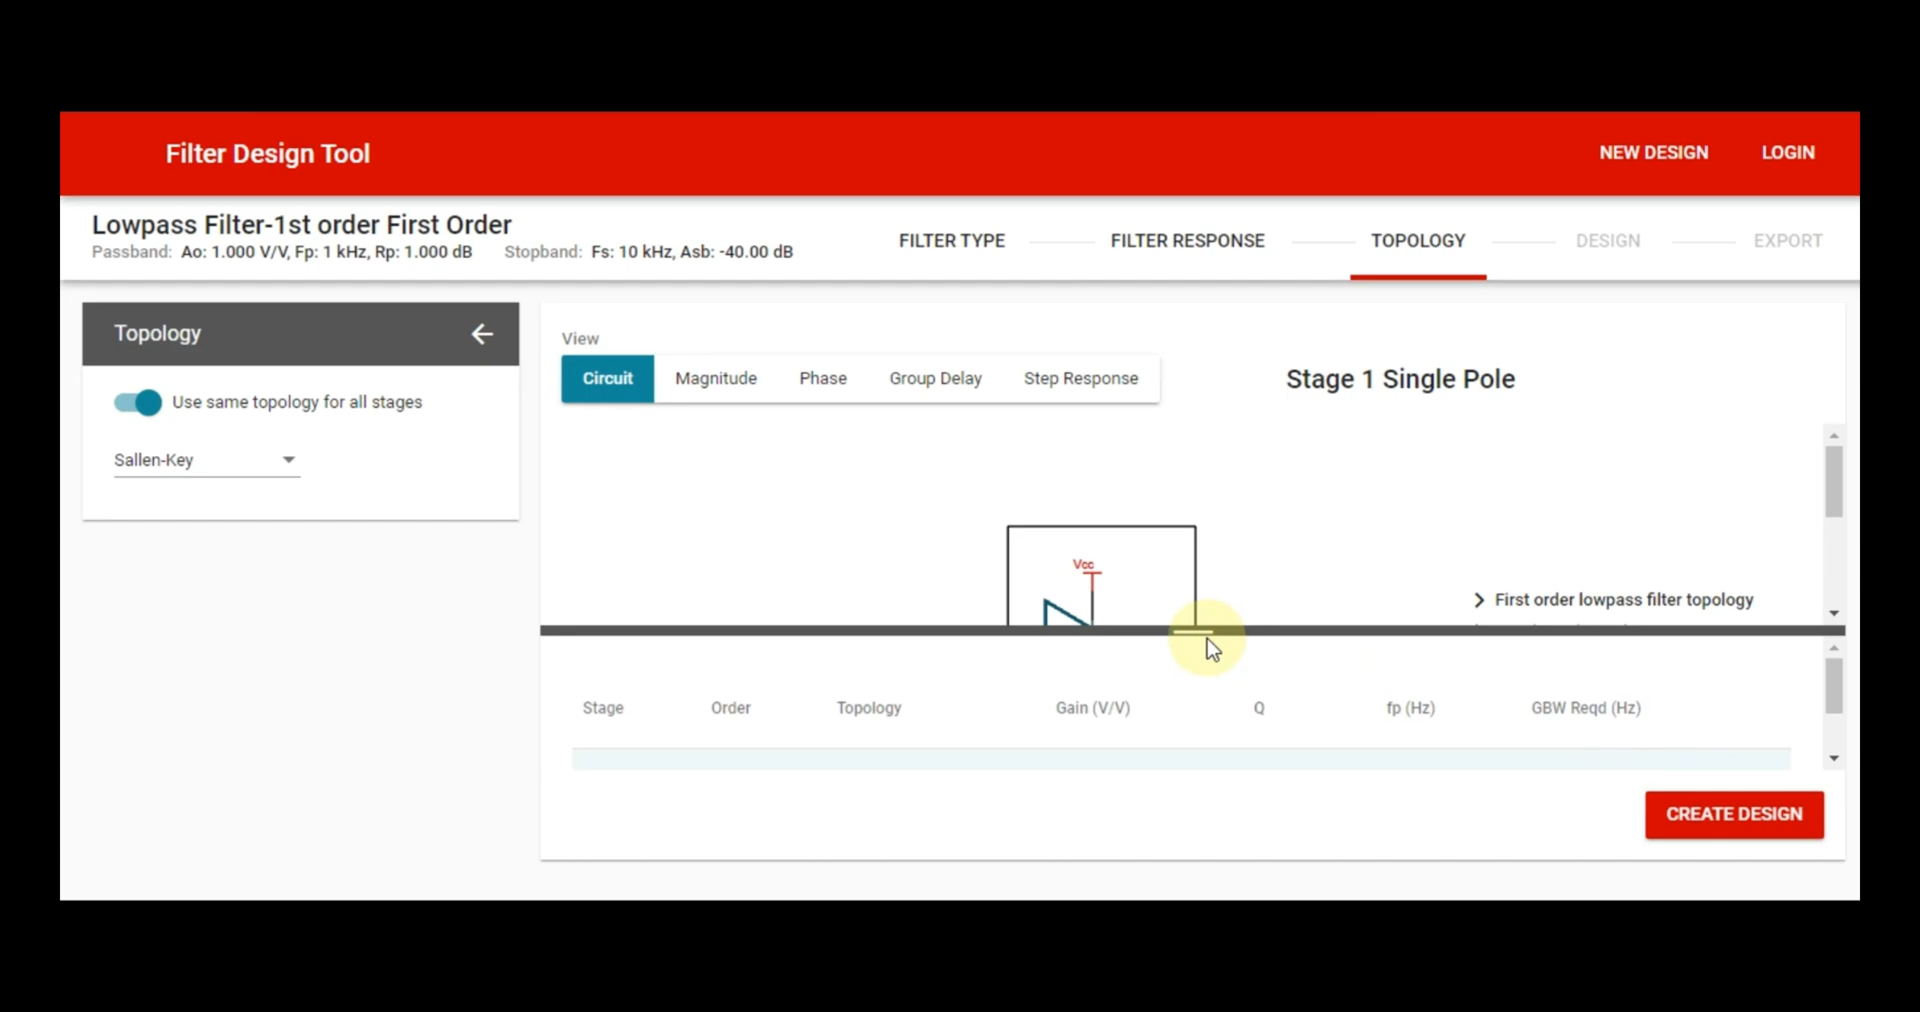 Filter Design Tool
NEW DESIGN
LOGIN
Lowpass Filter-1st order First Order
Passband: Ao: 1.000 V/V, Fp: 1 kHz, Rp: 1.000 dB Stopband: Fs: 10 kHz, Asb: -40.00 dB
FILTER TYPE
FILTER RESPONSE
TOPOLOGY
DESIGN
EXPORT
Topology
Use same topology for all stages
Sallen-Key
View
Circuit
Magnitude
Phase
Group Delay
Step Response
Stage 1 Single Pole
Vcc
First order lowpass filter topology
Stage
Order
Topology
Gain (V/V)
Q
fp (Hz)
GBW Reqd (Hz)
CREATE DESIGN